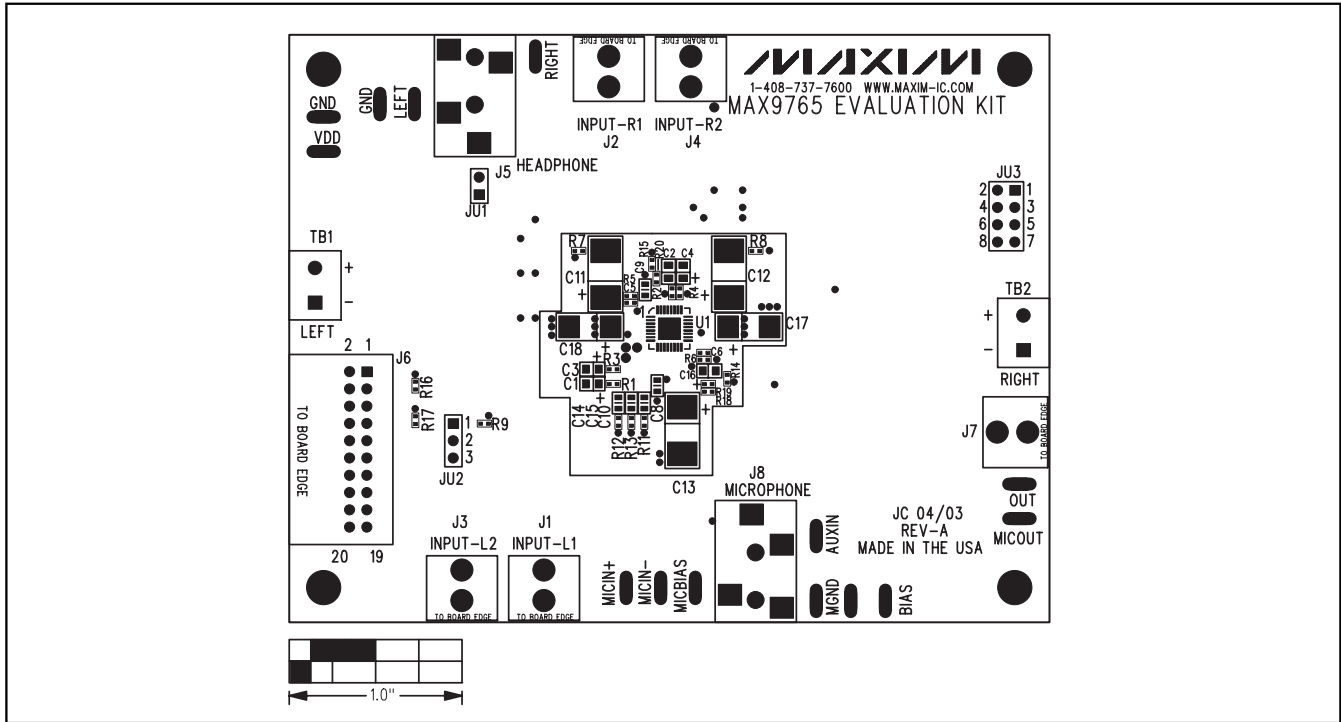 TO BOARD EDGE
TO BOARD EDGE
RIGHT
MAXIM
1-408-737-7600 WWW.MAXIM-IC.COM
MAX9765 EVALUATION KIT
GND
GND
LEFT
VDD
INPUT-R1
J2
INPUT-R2
J4
HEADPHONE
J5
JU1
JU3
2 1
4 3
6 5
8 7
TB1
+
-
LEFT
R7
C11
+
R15
R20
C9
C2 C4
+
R5
R2
R4
R8
C12
+
1
U1
C18
+
C17
+
TB2
+
-
RIGHT
2 1
J6
R16
R17
TO BOARD EDGE
20 19
1
2
3
JU2
R9
C3
+
R3
C1
+
R1
C14
C15
C10
C8
R12
R13
R11
R6
C6
C16
+
R14
R19
R18
+
C13
J7
TO BOARD EDGE
OUT
MICOUT
J8
MICROPHONE
AUXIN
JC 04/03
REV-A
MADE IN THE USA
J3
INPUT-L2
TO BOARD EDGE
J1
INPUT-L1
TO BOARD EDGE
MICIN+
MICIN-
MICBIAS
MGND
BIAS
1.0"